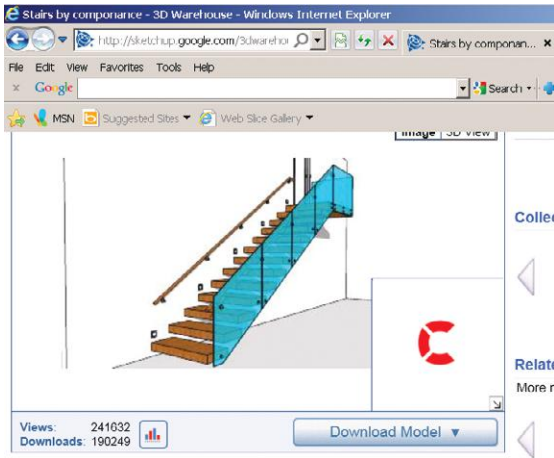 Stairs by componance - 3D Warehouse - Windows Internet Explorer
http://sketchup.google.com/3dwarehou
Stairs by componan...
File Edit View Favorites Tools Help
x Google Search
MSN Suggested Sites Web Slice Gallery
Image 3D View
Collec
Relate
More r
Views: 241632
Downloads: 190249
Download Model